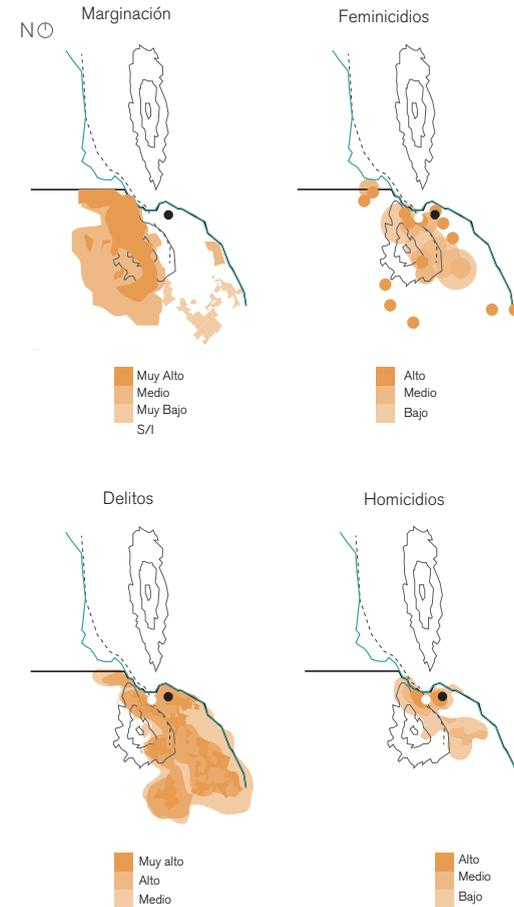 Marginación
N
Feminicidios
Muy Alto
Medio
Muy Bajo
S/I
Alto
Medio
Bajo
Delitos
Homicidios
Muy alto
Alto
Medio
Alto
Medio
Bajo